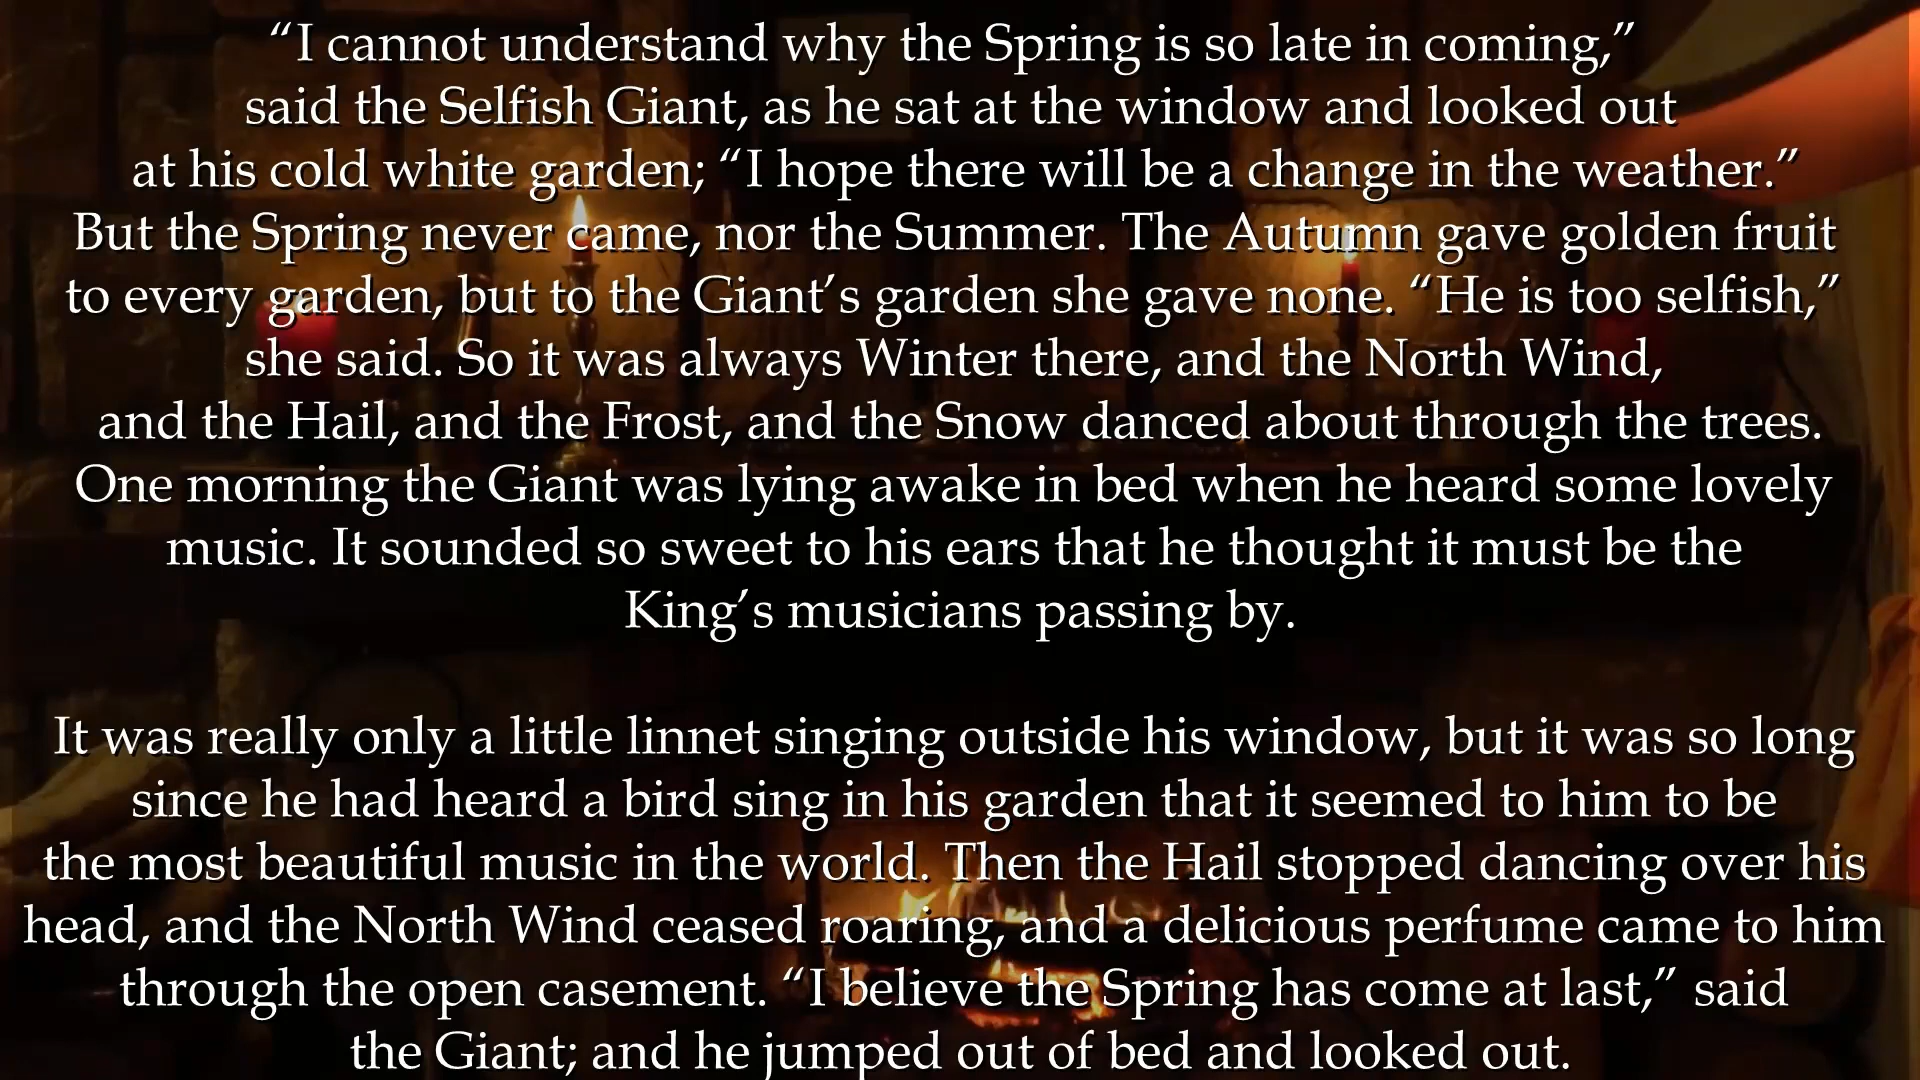 “I cannot understand why the Spring is so late in coming,”
said the Selfish Giant, as he sat at the window and looked out
at his cold white garden; “I hope there will be a change in the weather.”
But the Spring never came, nor the Summer. The Autumn gave golden fruit
to every garden, but to the Giant’s garden she gave none. “He is too selfish,”
she said. So it was always Winter there, and the North Wind,
and the Hail, and the Frost, and the Snow danced about through the trees.
One morning the Giant was lying awake in bed when he heard some lovely
music. It sounded so sweet to his ears that he thought it must be the
King’s musicians passing by.
It was really only a little linnet singing outside his window, but it was so long
since he had heard a bird sing in his garden that it seemed to him to be
the most beautiful music in the world. Then the Hail stopped dancing over his
head, and the North Wind ceased roaring, and a delicious perfume came to him
through the open casement. “I believe the Spring has come at last,” said
the Giant; and he jumped out of bed and looked out.